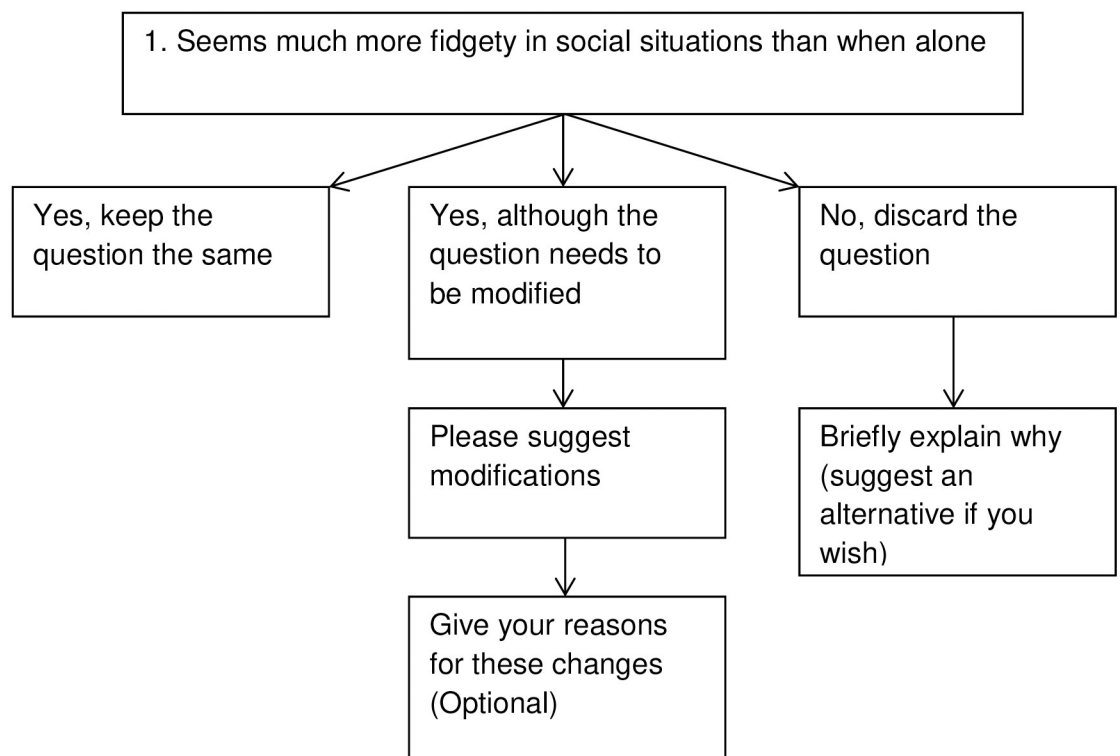 1. Seems much more fidgety in social situations than when alone
Yes, keep the
question the same
Yes, although the
question needs to
be modified
No, discard the
question
Please suggest
modifications
Briefly explain why
(suggest an
alternative if you
wish)
Give your reasons
for these changes
(Optional)